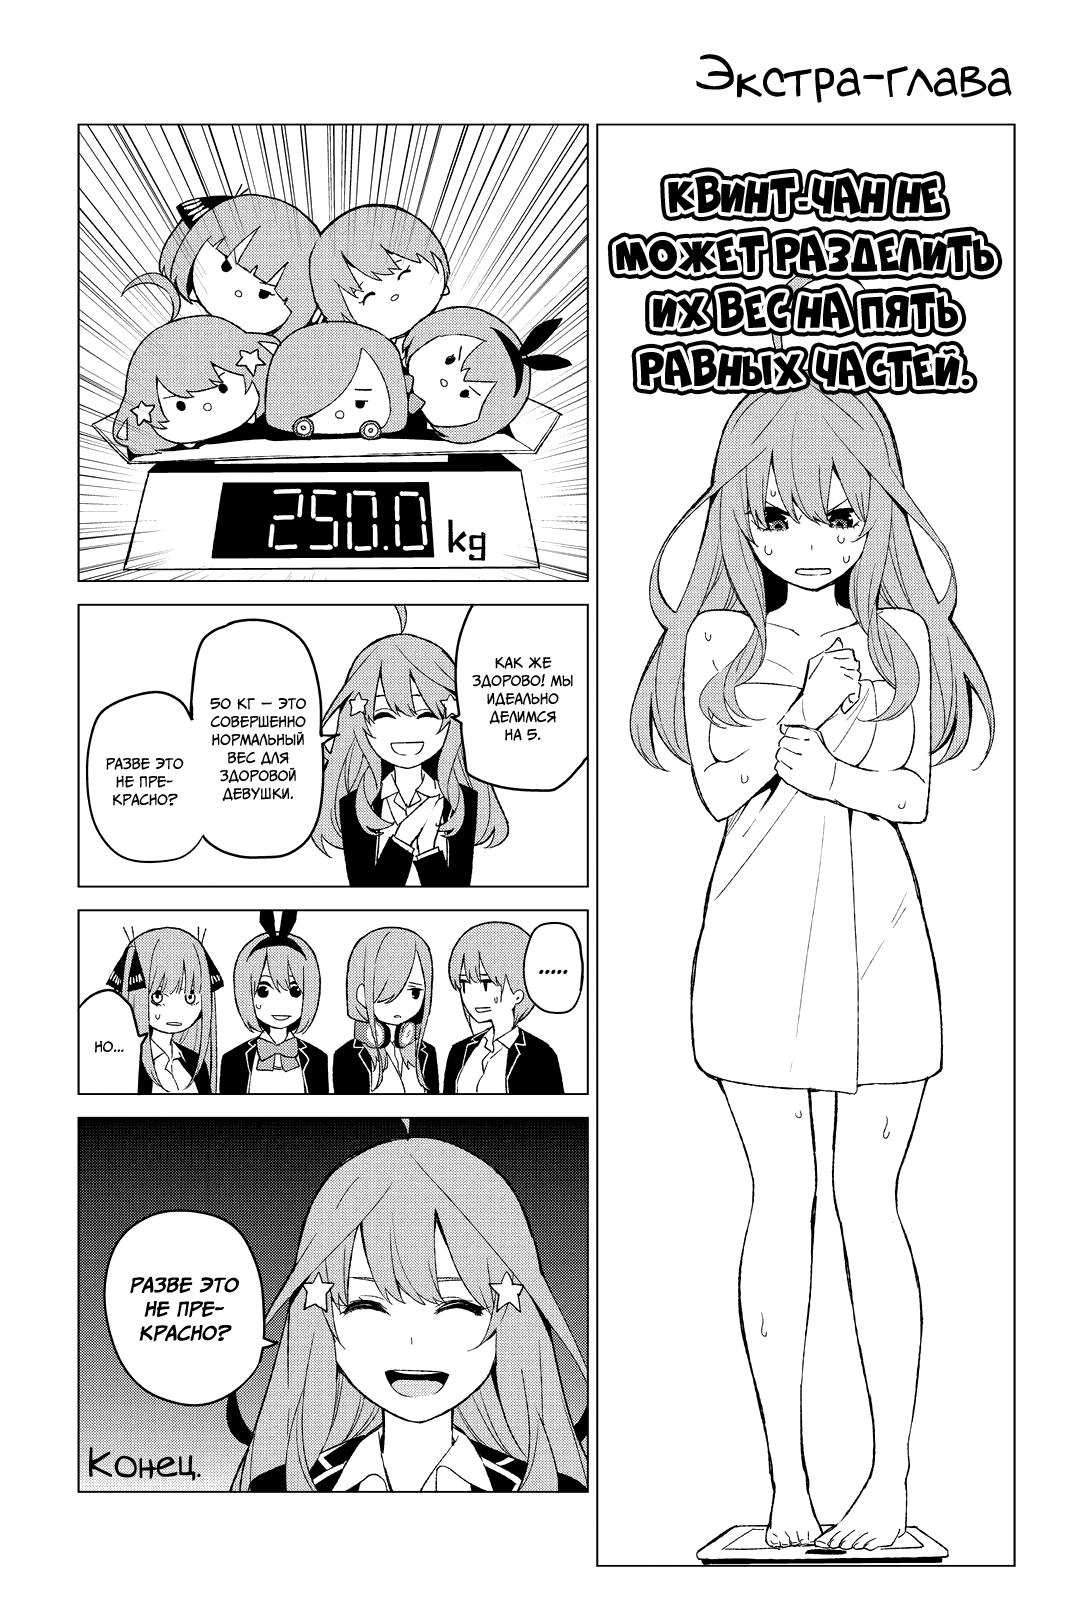 Экстра-глава
КВИНТ-ЧАН НЕ
МОЖЕТ РАЗДЕЛИТЬ
ИХ ВЕС НА ПЯТЬ
РАВНЫХ ЧАСТЕЙ.
250.0 kg
КАК ЖЕ
ЗДОРОВО! МЫ
ИДЕАЛЬНО
ДЕЛИМСЯ
НА 5.
50 КГ – ЭТО
СОВЕРШЕННО
НОРМАЛЬНЫЙ
ВЕС ДЛЯ
ЗДОРОВОЙ
ДЕВУШКИ.
РАЗВЕ ЭТО
НЕ ПРЕ-
КРАСНО?
.....
НО...
РАЗВЕ ЭТО
НЕ ПРЕ-
КРАСНО?
Конец.